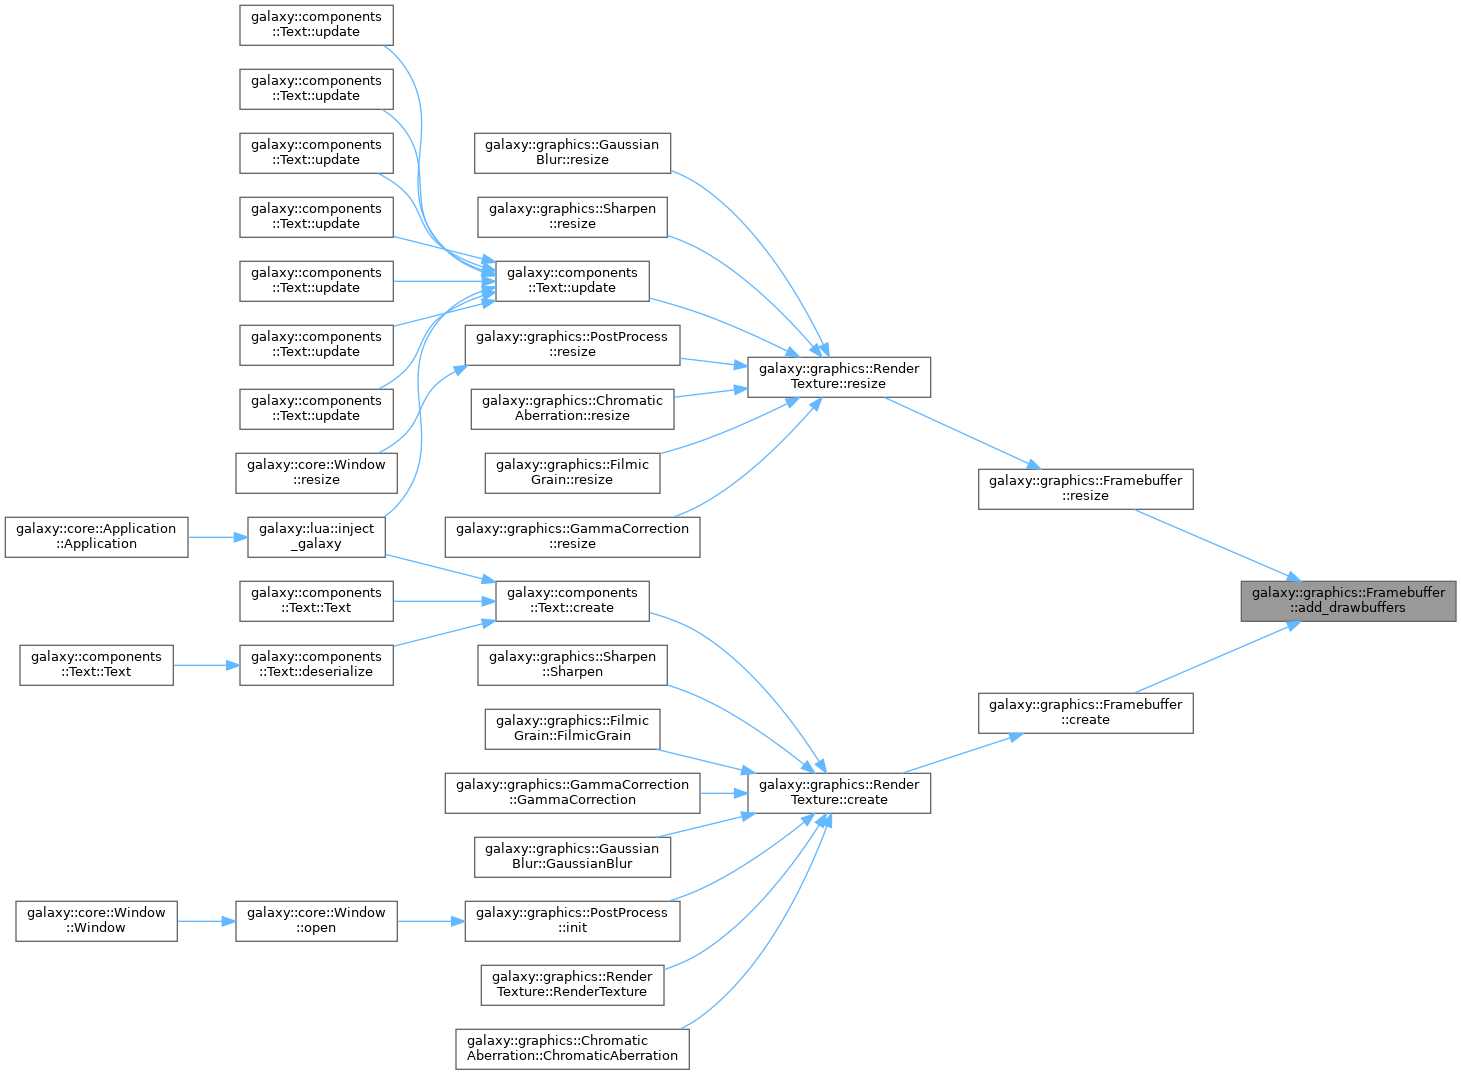 galaxy::components
::Text::update
galaxy::components
::Text::update
galaxy::components
::Text::update
galaxy::components
::Text::update
galaxy::components
::Text::update
galaxy::components
::Text::update
galaxy::components
::Text::update
galaxy::core::Window
::resize
galaxy::core::Application
::Application
galaxy::lua::inject
_galaxy
galaxy::components
::Text::Text
galaxy::components
::Text::Text
galaxy::components
::Text::deserialize
galaxy::core::Window
::Window
galaxy::core::Window
::open
galaxy::graphics::Gaussian
Blur::resize
galaxy::graphics::Sharpen
::resize
galaxy::components
::Text::update
galaxy::graphics::PostProcess
::resize
galaxy::graphics::Chromatic
Aberration::resize
galaxy::graphics::Filmic
Grain::resize
galaxy::graphics::GammaCorrection
::resize
galaxy::components
::Text::create
galaxy::graphics::Sharpen
::Sharpen
galaxy::graphics::Filmic
Grain::FilmicGrain
galaxy::graphics::GammaCorrection
::GammaCorrection
galaxy::graphics::Gaussian
Blur::GaussianBlur
galaxy::graphics::PostProcess
::init
galaxy::graphics::Render
Texture::RenderTexture
galaxy::graphics::Chromatic
Aberration::ChromaticAberration
galaxy::graphics::Render
Texture::resize
galaxy::graphics::Render
Texture::create
galaxy::graphics::Framebuffer
::resize
galaxy::graphics::Framebuffer
::create
galaxy::graphics::Framebuffer
::add_drawbuffers